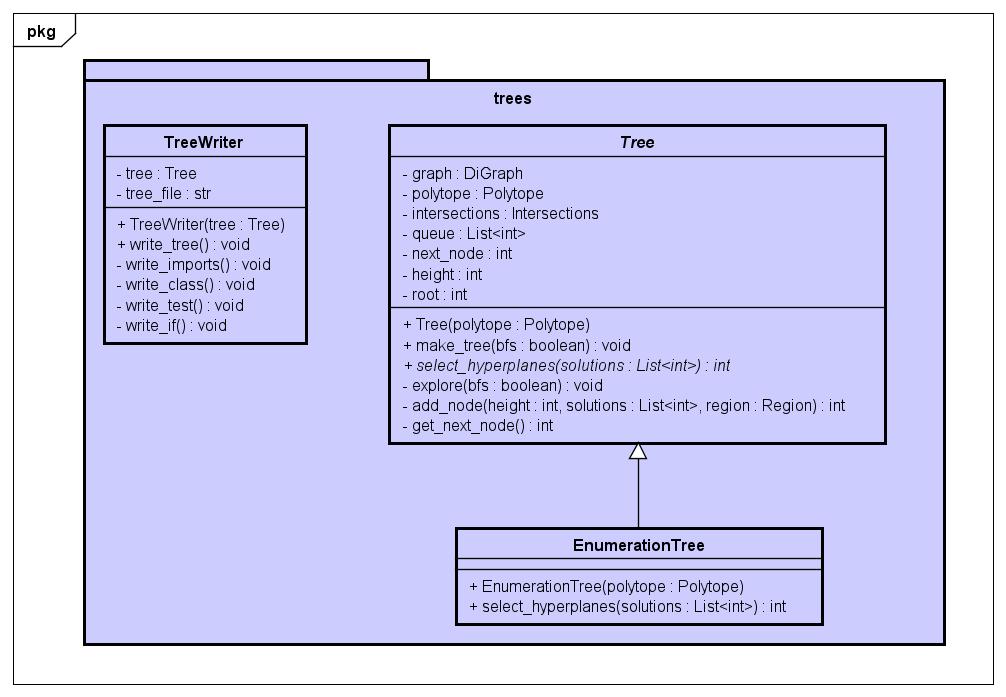 pkg
trees
TreeWriter
- tree : Tree
- tree_file : str
+ TreeWriter(tree : Tree)
+ write_tree() : void
- write_imports() : void
- write_class() : void
- write_test() : void
- write_if() : void
Tree
- graph : DiGraph
- polytope : Polytope
- intersections : Intersections
- queue : List<int>
- next_node : int
- height : int
- root : int
+ Tree(polytope : Polytope)
+ make_tree(bfs : boolean) : void
+ select_hyperplanes(solutions : List<int>) : int
- explore(bfs : boolean) : void
- add_node(height : int, solutions : List<int>, region : Region) : int
- get_next_node() : int
EnumerationTree
+ EnumerationTree(polytope : Polytope)
+ select_hyperplanes(solutions : List<int>) : int